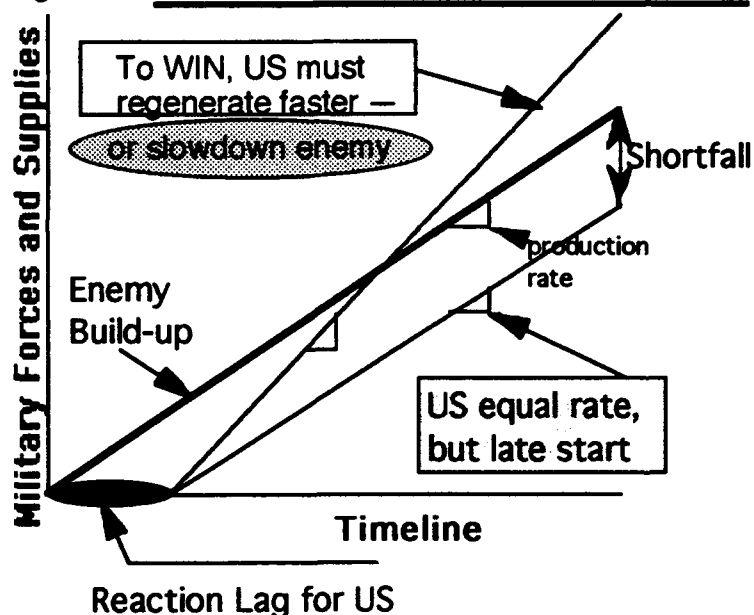 Military Forces and Supplies
To WIN, US must
regenerate faster —
or slowdown enemy
Shortfall
production
rate
Enemy
Build-up
US equal rate,
but late start
Timeline
Reaction Lag for US